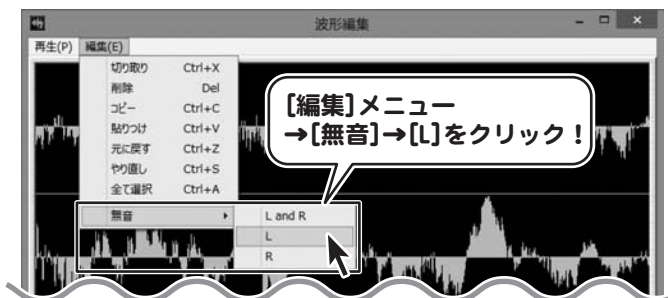 波形編集
再生(P) 編集(E)
切り取り Ctrl+X
削除 Del
コピー Ctrl+C
貼りつけ Ctrl+V
元に戻す Ctrl+Z
やり直し Ctrl+S
全て選択 Ctrl+A
無音
L and R
L
R
[編集]メニュー
→[無音]→[L]をクリック!